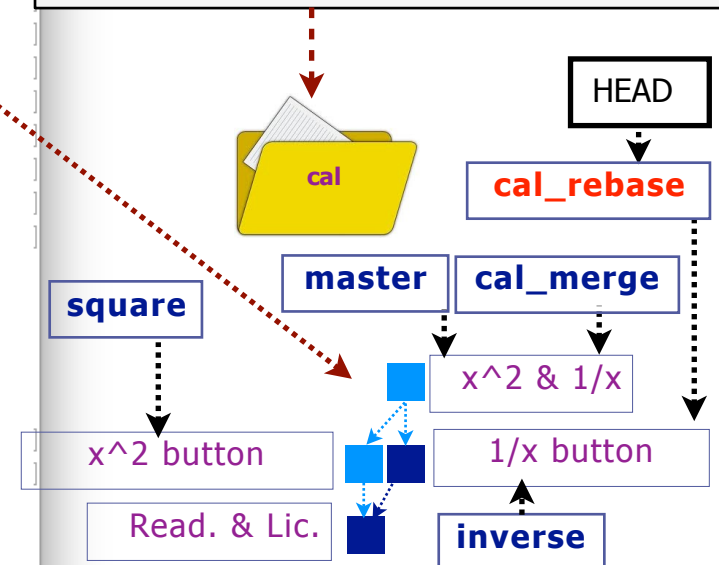 HEAD
cal
cal_rebase
master
cal_merge
square
x^2 & 1/x
x^2 button
1/x button
Read. & Lic.
inverse